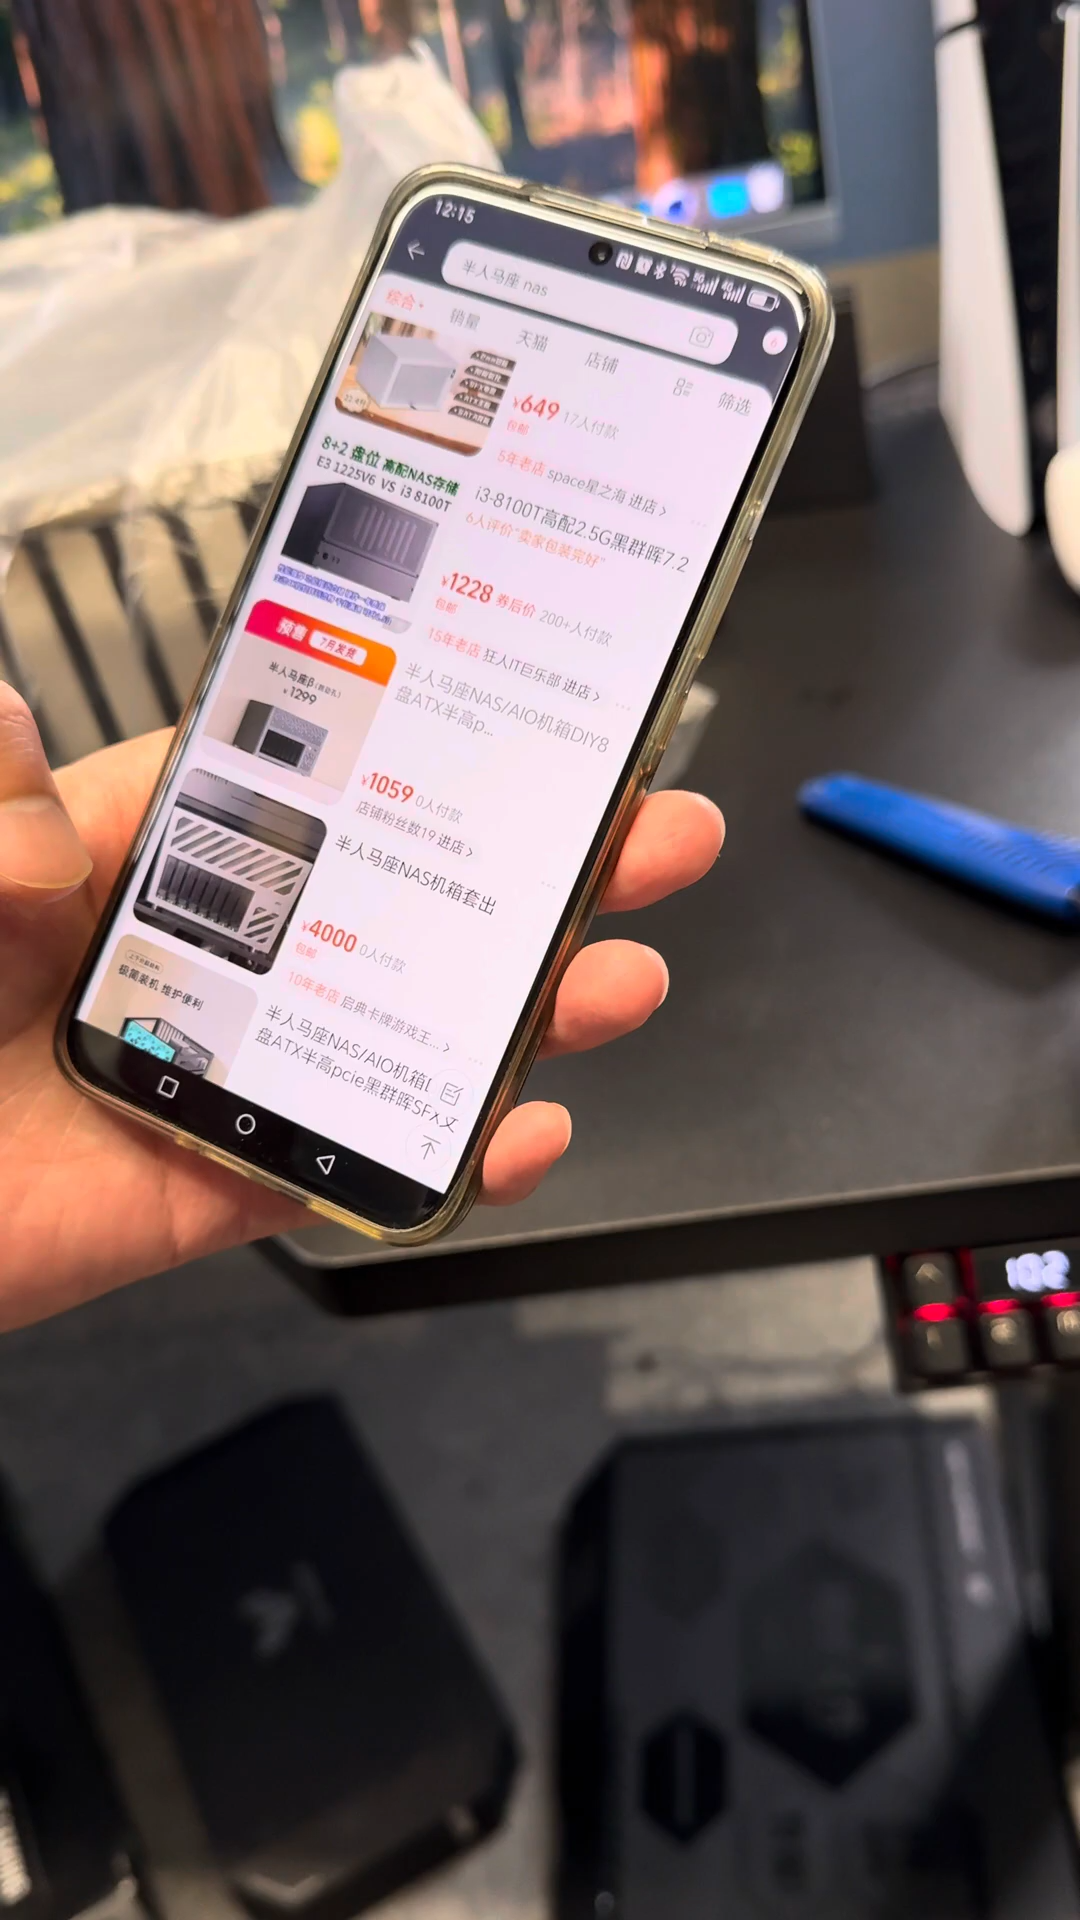 12:15
半人马座 nas
综合
销量
天猫
店铺
筛选
¥649 17人付款
包邮
5年老店 space星之海 进店>
8+2 盘位 高配NAS存储
E3 1225V6 VS i3 8100T
i3-8100T高配2.5G黑群晖7.2
6人评价"卖家包装完好"
¥1228 券后价 200+人付款
包邮
15年老店 狂人IT巨乐部 进店>
预售 7月发货
半人马座β
¥1299
半人马座NAS/AIO机箱DIY8
盘ATX半高p...
¥1059 0人付款
店铺粉丝数19 进店>
半人马座NAS机箱套出
¥4000 0人付款
包邮
10年老店 启典卡牌游戏王...>
极简装机 维护便利
半人马座NAS/AIO机箱
盘ATX半高pcie黑群晖SFX
102